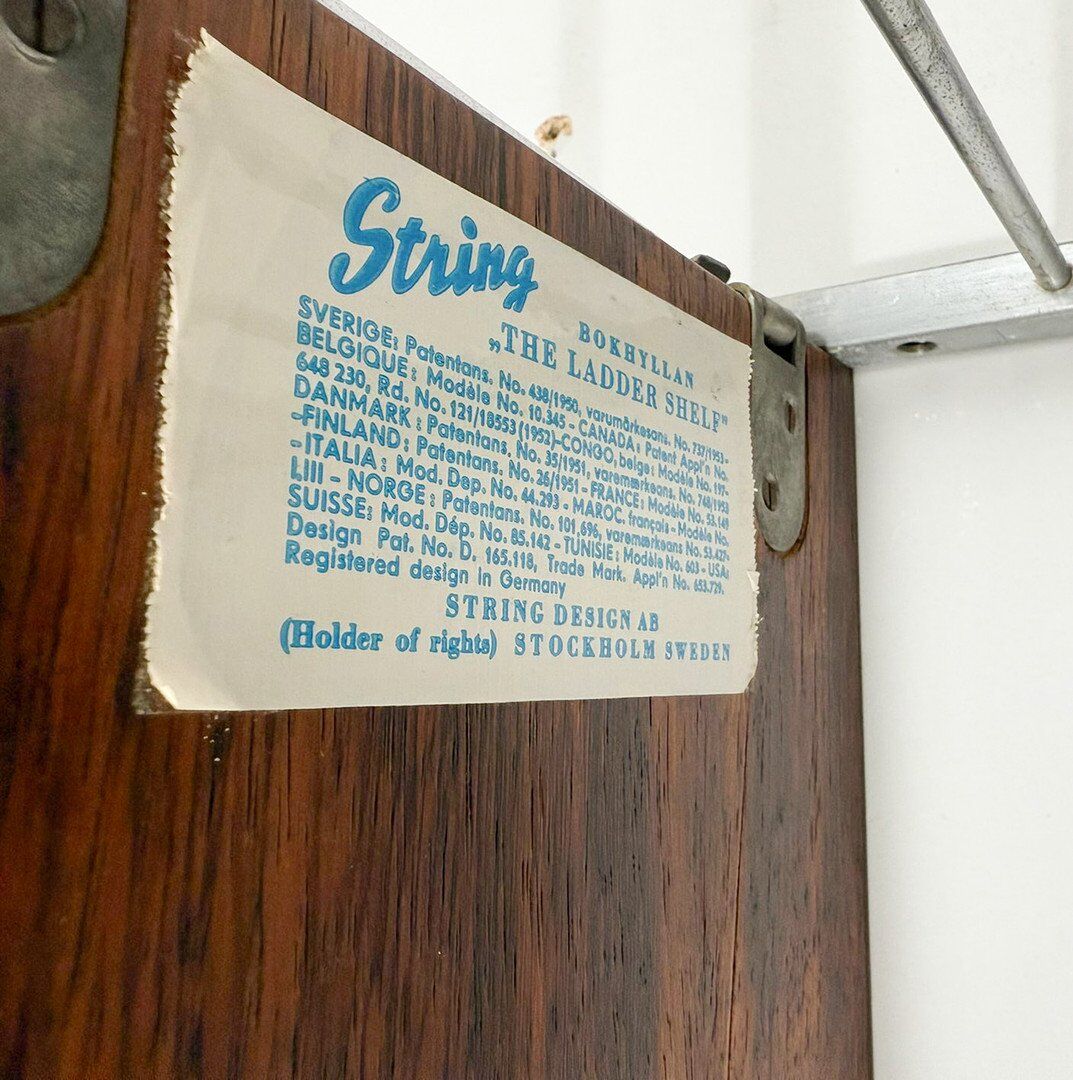 String
BOKHYLLAN
„THE LADDER SHELF”
SVERIGE: Patentans. No. 438/1950, varumärkesans. No. 737/1953-
BELGIQUE: Modèle No. 10.345 - CANADA: Patent Appl'n No.
648 230, Rd. No. 121/18553 (1952)-CONGO, belge: Modèle No. 197-
DANMARK: Patentans. No. 35/1951, varemærkeans. No. 748/1953
-FINLAND: Patentans. No. 26/1951 - FRANCE: Modèle No. 53.149
-ITALIA: Mod. Dep. No. 44.293 - MAROC. français - Modèle No.
LIII - NORGE: Patentans. No. 101,696, varemerkeans No. 53.427-
SUISSE: Mod. Dép. No. 85.142 - TUNISIE: Modèle No. 603 - USA:
Design Pat. No. D. 165.118, Trade Mark. Appl'n No. 653.729.
Registered design in Germany
STRING DESIGN AB
(Holder of rights) STOCKHOLM SWEDEN